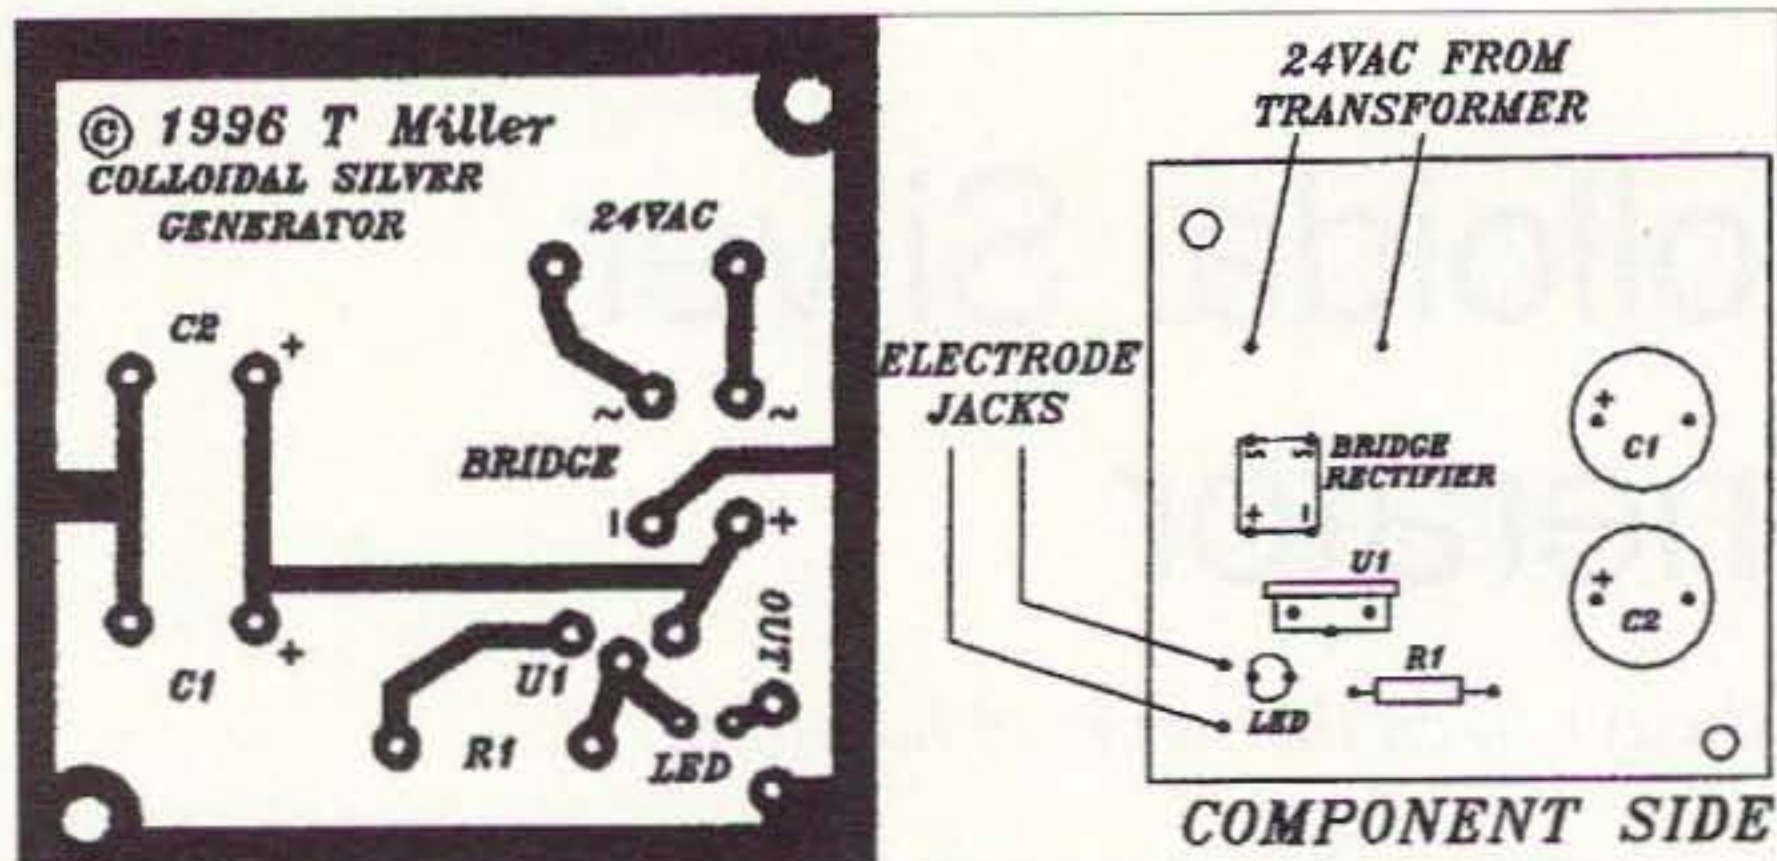 © 1996 T Miller
COLLOIDAL SILVER
GENERATOR
24VAC
C2
+
~
~
BRIDGE
–
+
OUT
+
C1
U1
R1
LED
24VAC FROM
TRANSFORMER
ELECTRODE
JACKS
+
C1
~ ~
BRIDGE
RECTIFIER
+ –
U1
+
C2
R1
LED
COMPONENT SIDE